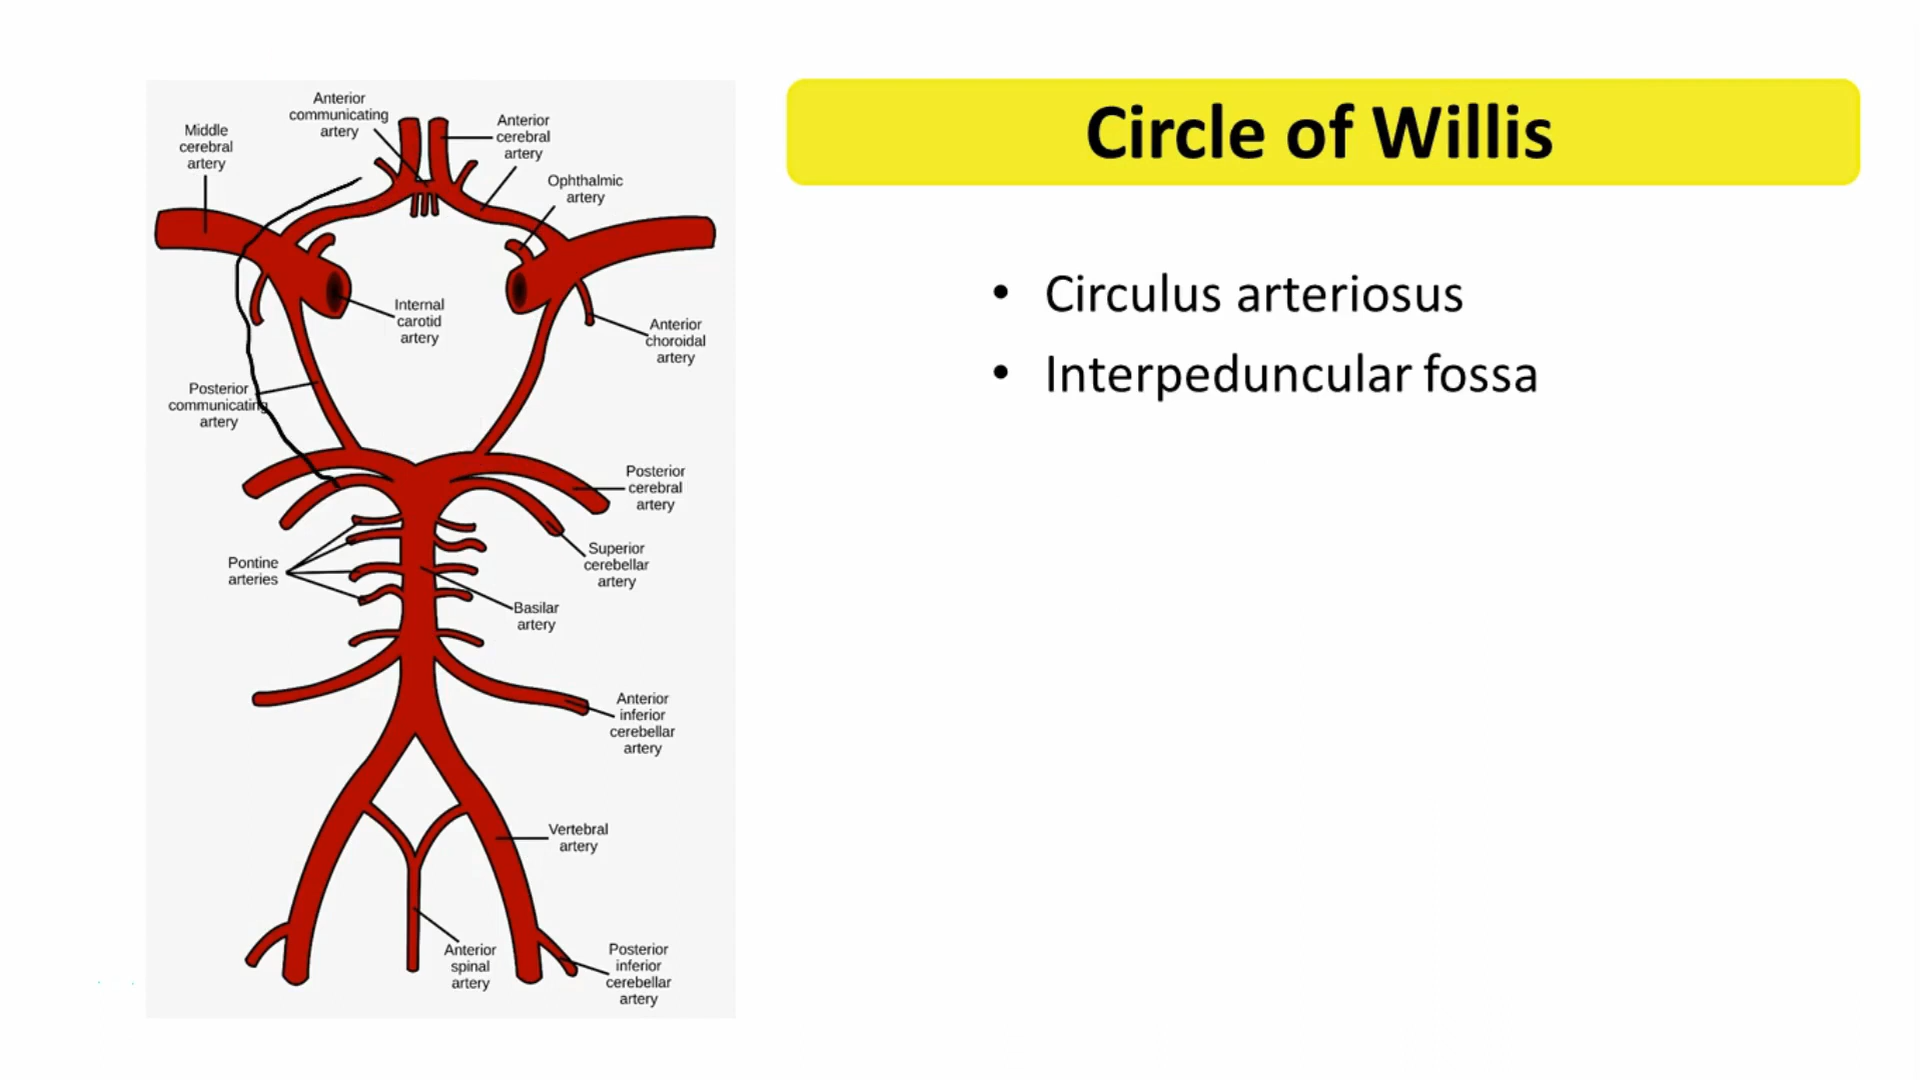 Circle of Willis
• Circulus arteriosus
• Interpeduncular fossa
Anterior
communicating
artery
Middle
cerebral
artery
Anterior
cerebral
artery
Ophthalmic
artery
Internal
carotid
artery
Anterior
choroidal
artery
Posterior
communicating
artery
Posterior
cerebral
artery
Superior
cerebellar
artery
Pontine
arteries
Basilar
artery
Anterior
inferior
cerebellar
artery
Vertebral
artery
Anterior
spinal
artery
Posterior
inferior
cerebellar
artery